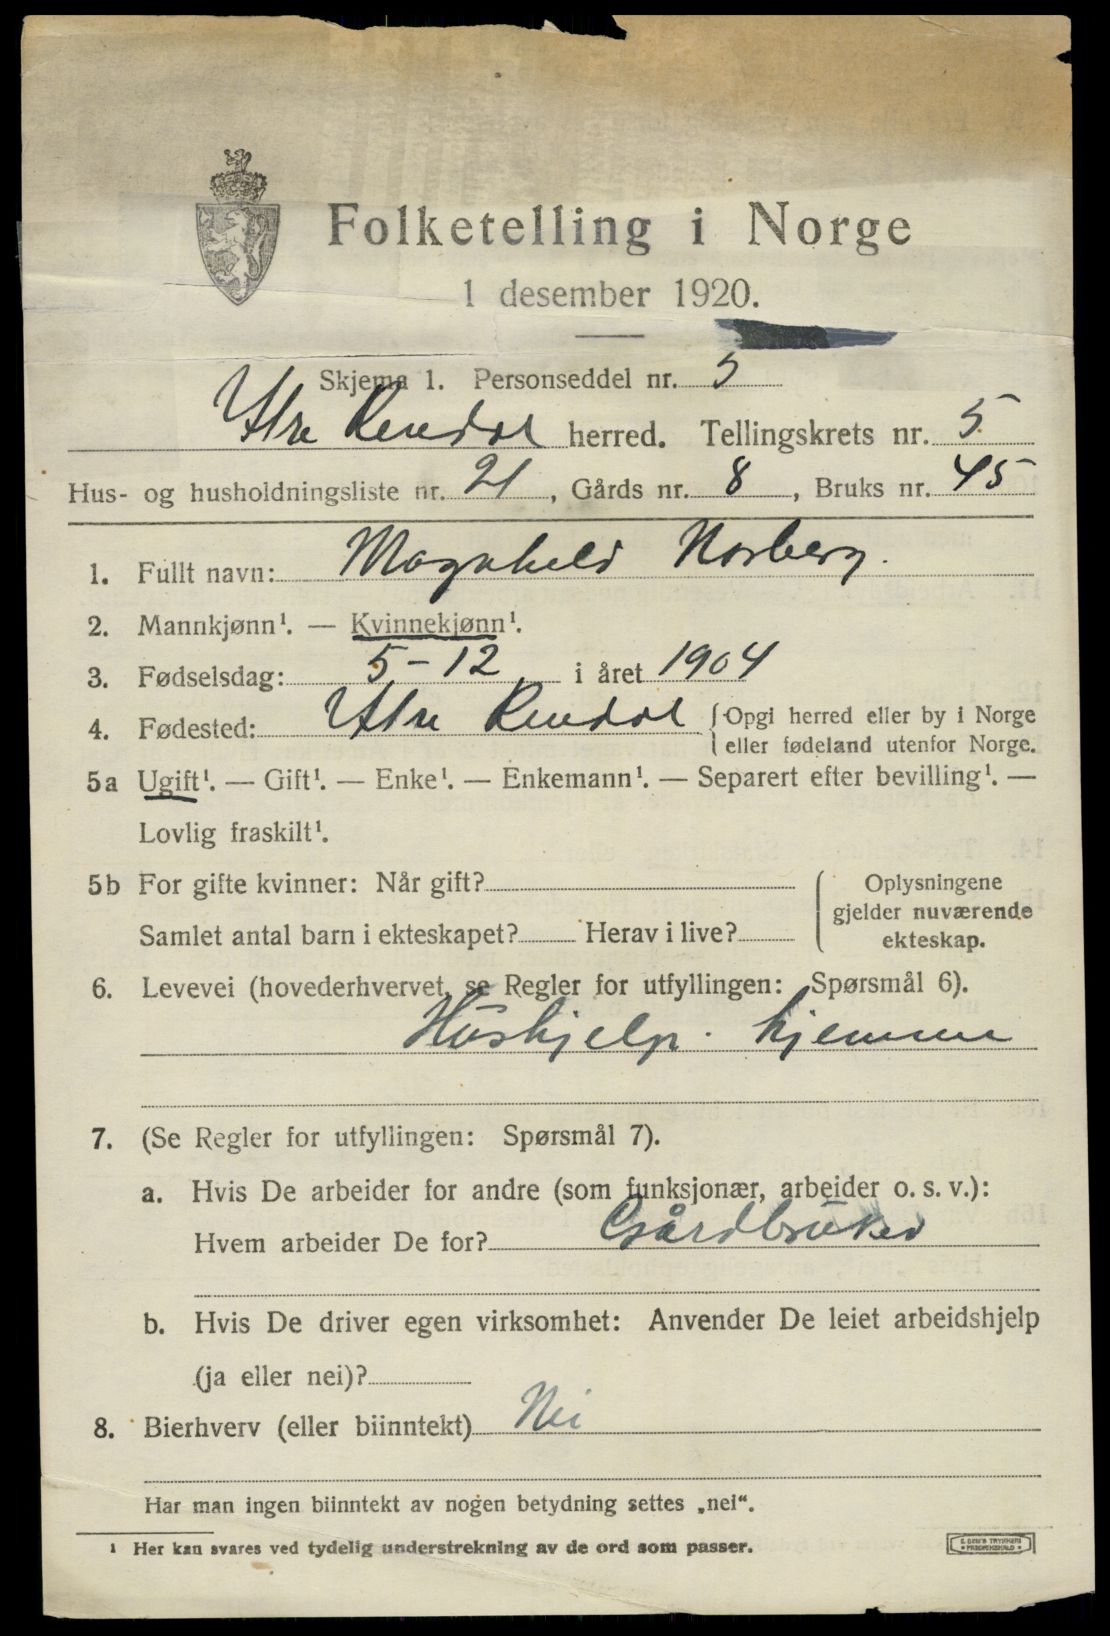 Folketelling i Norge
1 desember 1920.
Skjema 1. Personseddel nr. 5
Ytre Rendal herred. Tellingskrets nr. 5.
Hus- og husholdningsliste nr. 21, Gårds nr. 8, Bruks nr. 45
1. Fullt navn: Magnhild Norberg.
2. Mannkjønn¹. — Kvinnekjønn¹.
3. Fødselsdag: 5-12 i året 1904
4. Fødested: Ytre Rendal {Opgi herred eller by i Norge
eller fødeland utenfor Norge.
5a Ugift¹. — Gift¹. — Enke¹. — Enkemann¹. — Separert efter bevilling¹. —
Lovlig fraskilt¹.
5b For gifte kvinner: Når gift? { Oplysningene
gjelder nuværende
Samlet antal barn i ekteskapet? Herav i live? ekteskap.
6. Levevei (hovederhvervet, se Regler for utfyllingen: Spørsmål 6).
Hushjelp. hjemme
7. (Se Regler for utfyllingen: Spørsmål 7).
a. Hvis De arbeider for andre (som funksjonær, arbeider o. s. v.):
Hvem arbeider De for? Gårdbruker
b. Hvis De driver egen virksomhet: Anvender De leiet arbeidshjelp
(ja eller nei)?
8. Bierhverv (eller biinntekt) Nei
Har man ingen biinntekt av nogen betydning settes „nei“.
¹ Her kan svares ved tydelig understrekning av de ord som passer.